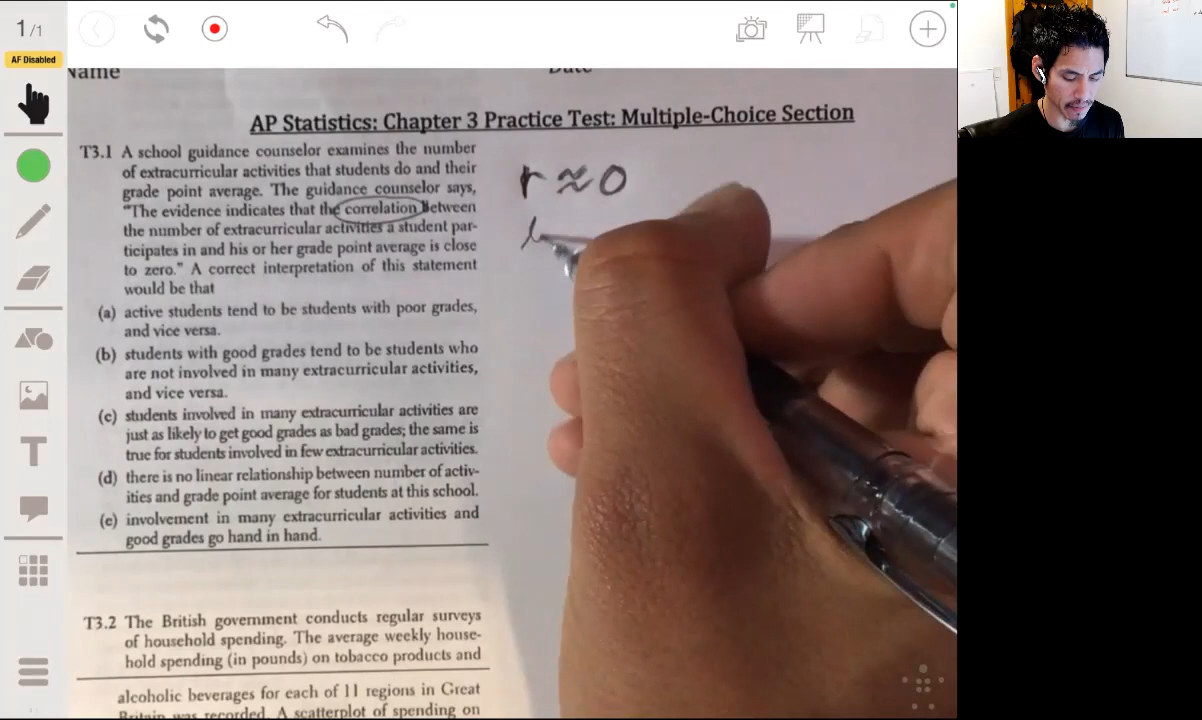 1/1
AF Disabled
Name
Date
AP Statistics: Chapter 3 Practice Test: Multiple-Choice Section
T3.1 A school guidance counselor examines the number
of extracurricular activities that students do and their
grade point average. The guidance counselor says,
"The evidence indicates that the correlation between
the number of extracurricular activities a student par-
ticipates in and his or her grade point average is close
to zero." A correct interpretation of this statement
would be that
(a) active students tend to be students with poor grades,
and vice versa.
(b) students with good grades tend to be students who
are not involved in many extracurricular activities,
and vice versa.
(c) students involved in many extracurricular activities are
just as likely to get good grades as bad grades; the same is
true for students involved in few extracurricular activities.
(d) there is no linear relationship between number of activ-
ities and grade point average for students at this school.
(e) involvement in many extracurricular activities and
good grades go hand in hand.
r ≈ 0
T3.2 The British government conducts regular surveys
of household spending. The average weekly house-
hold spending (in pounds) on tobacco products and
alcoholic beverages for each of 11 regions in Great
Britain was recorded. A scatterplot of spending on